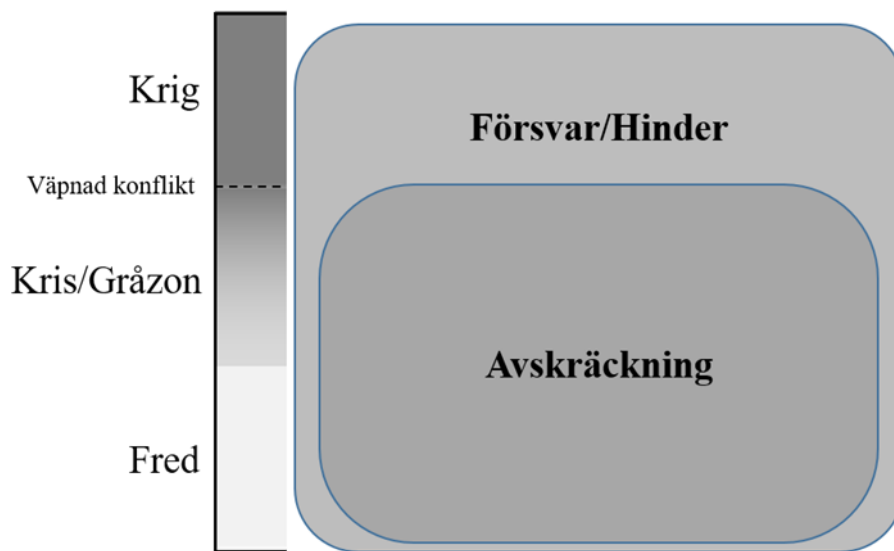 Krig
Försvar/Hinder
Väpnad konflikt
Kris/Gråzon
Avskräckning
Fred